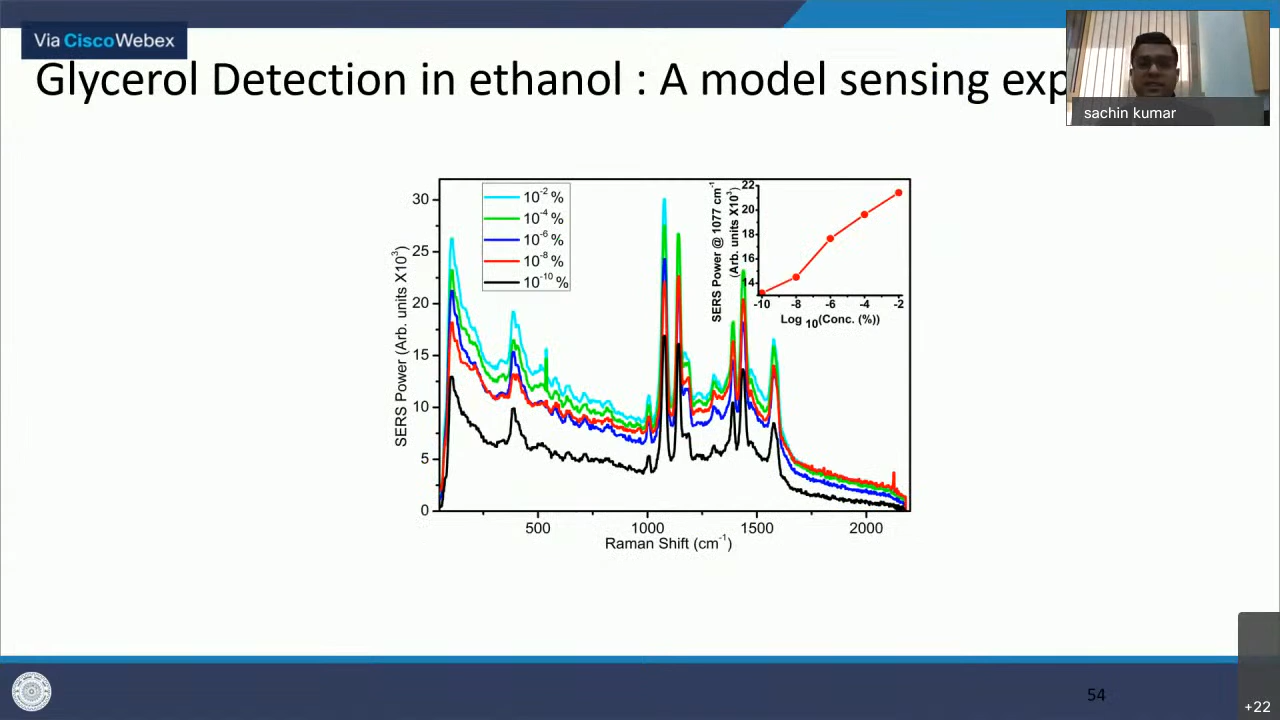 Via CiscoWebex
Glycerol Detection in ethanol : A model sensing exp
sachin kumar
SERS Power (Arb. units X10³)
30
25
20
15
10
5
0
10⁻² %
10⁻⁴ %
10⁻⁶ %
10⁻⁸ %
10⁻¹⁰ %
SERS Power @ 1077 cm⁻¹
(Arb. units X10³)
22
20
18
16
14
-10 -8 -6 -4 -2
Log 10(Conc. (%))
500 1000 1500 2000
Raman Shift (cm⁻¹)
54
+22